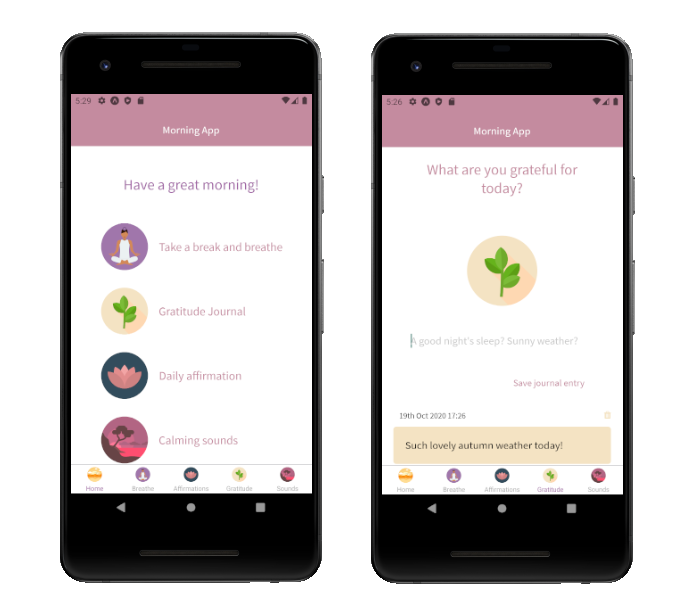 5:29
Morning App
Have a great morning!
Take a break and breathe
Gratitude Journal
Daily affirmation
Calming sounds
Home
Breathe
Affirmations
Gratitude
Sounds
5:26
Morning App
What are you grateful for
today?
A good night's sleep? Sunny weather?
Save journal entry
19th Oct 2020 17:26
Such lovely autumn weather today!
Home
Breathe
Affirmations
Gratitude
Sounds